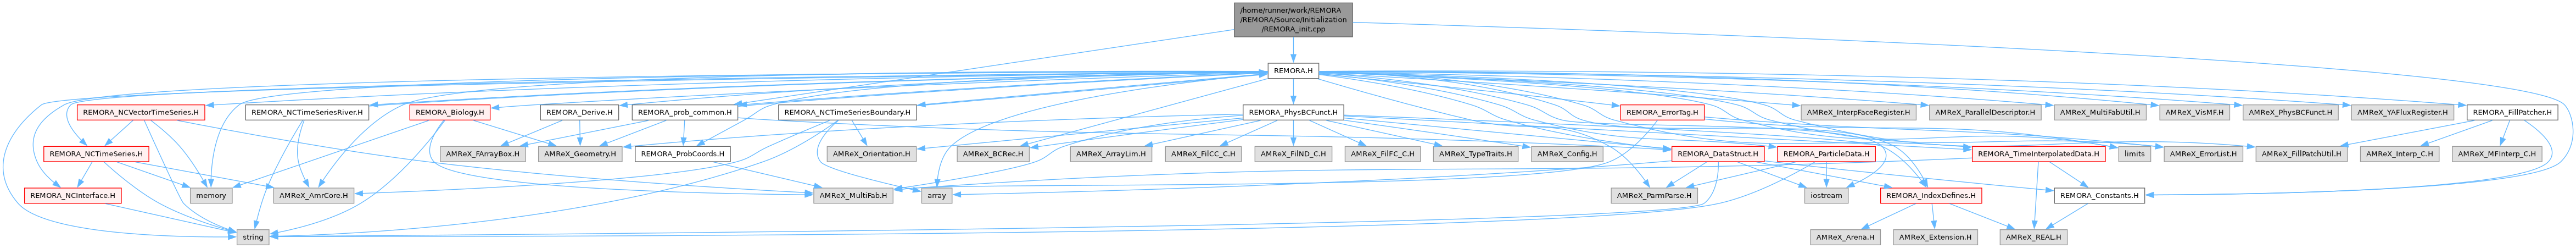 /home/runner/work/REMORA
/REMORA/Source/Initialization
/REMORA_init.cpp
REMORA.H
REMORA_NCVectorTimeSeries.H
REMORA_NCTimeSeriesRiver.H
REMORA_Biology.H
REMORA_Derive.H
REMORA_prob_common.H
REMORA_NCTimeSeriesBoundary.H
REMORA_PhysBCFunct.H
REMORA_ErrorTag.H
AMReX_InterpFaceRegister.H
AMReX_ParallelDescriptor.H
AMReX_MultiFabUtil.H
AMReX_VisMF.H
AMReX_PhysBCFunct.H
AMReX_YAFluxRegister.H
REMORA_FillPatcher.H
REMORA_NCTimeSeries.H
AMReX_FArrayBox.H
AMReX_Geometry.H
REMORA_ProbCoords.H
AMReX_Orientation.H
AMReX_BCRec.H
AMReX_ArrayLim.H
AMReX_FilCC_C.H
AMReX_FilND_C.H
AMReX_FilFC_C.H
AMReX_TypeTraits.H
AMReX_Config.H
REMORA_DataStruct.H
REMORA_ParticleData.H
REMORA_TimeInterpolatedData.H
limits
AMReX_ErrorList.H
AMReX_FillPatchUtil.H
AMReX_Interp_C.H
AMReX_MFInterp_C.H
REMORA_NCInterface.H
memory
AMReX_AmrCore.H
AMReX_MultiFab.H
array
AMReX_ParmParse.H
iostream
REMORA_IndexDefines.H
REMORA_Constants.H
string
AMReX_Arena.H
AMReX_Extension.H
AMReX_REAL.H